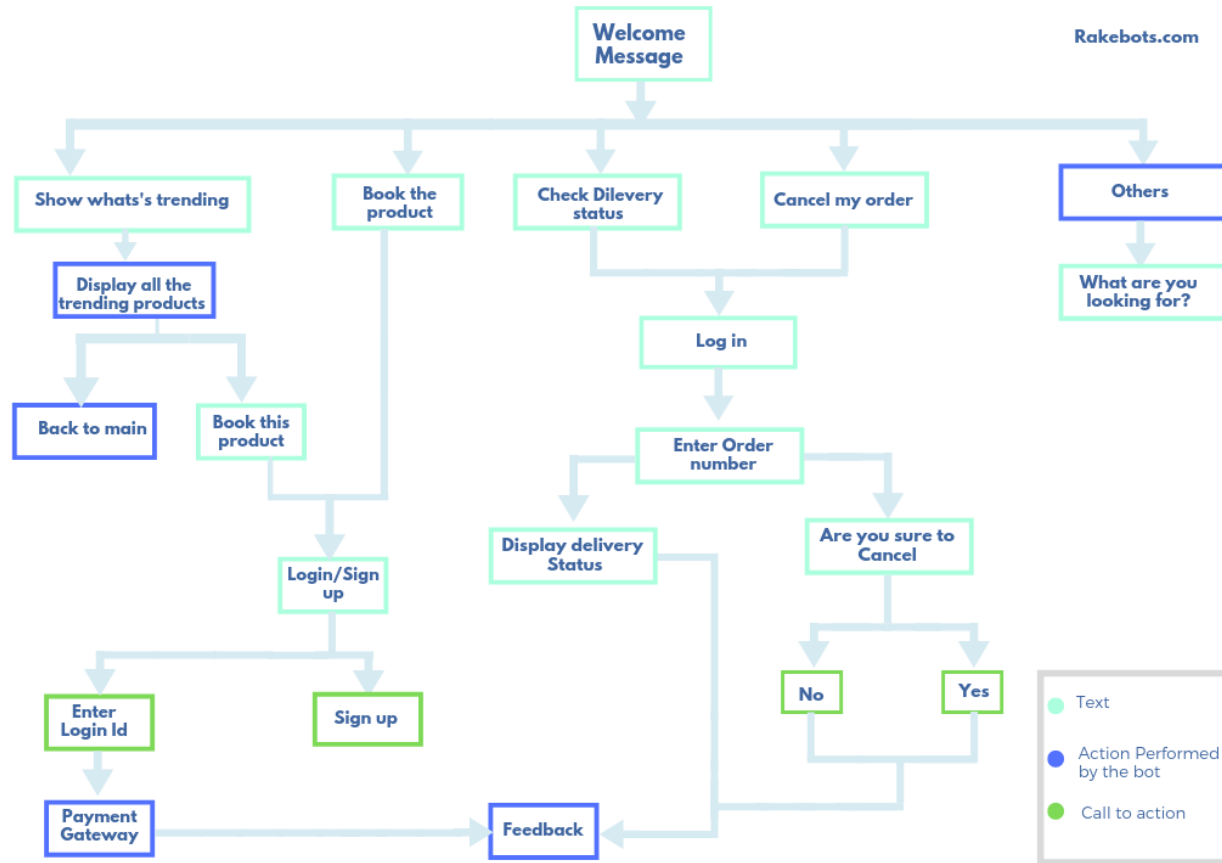 Welcome
Message
Rakebots.com
Show whats's trending
Book the
product
Check Dilevery
status
Cancel my order
Others
Display all the
trending products
What are you
looking for?
Log in
Back to main
Book this
product
Enter Order
number
Display delivery
Status
Are you sure to
Cancel
Login/Sign
up
No
Yes
Enter
Login Id
Sign up
Payment
Gateway
Feedback
Text
Action Performed
by the bot
Call to action